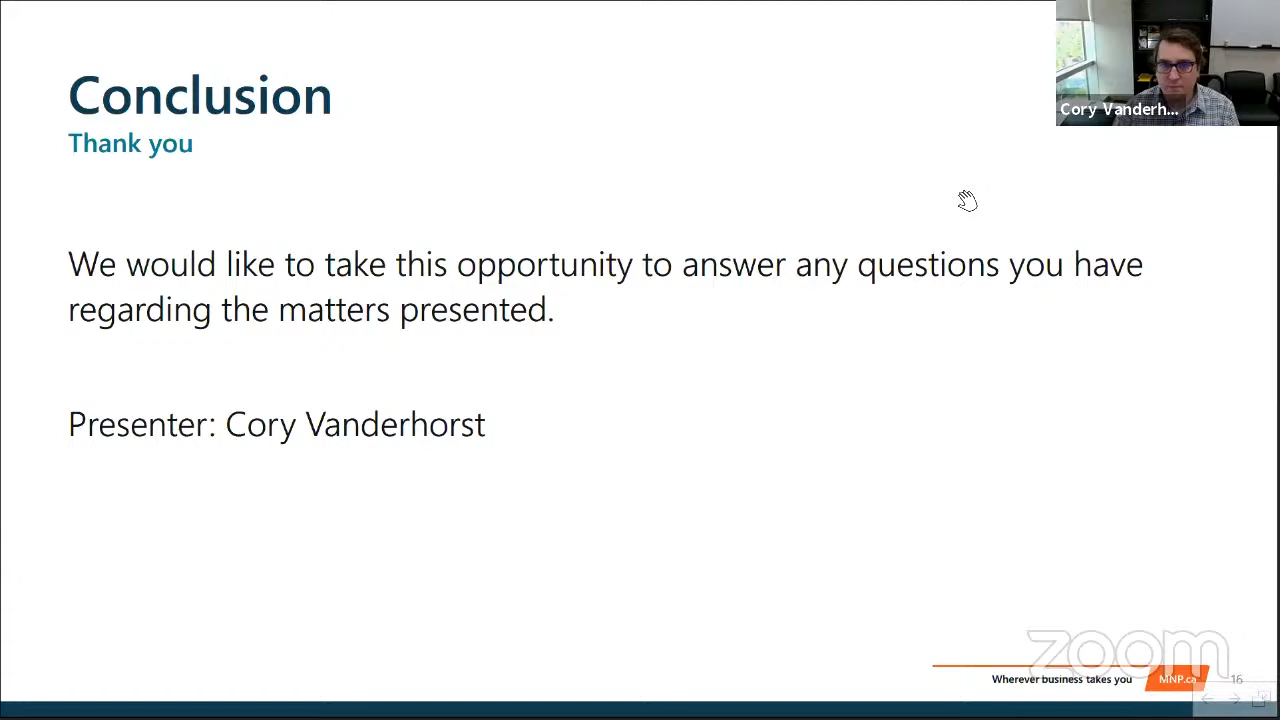 Conclusion
Thank you
Cory Vanderh...
We would like to take this opportunity to answer any questions you have
regarding the matters presented.
Presenter: Cory Vanderhorst
zoom
Wherever business takes you
MNP.ca
16